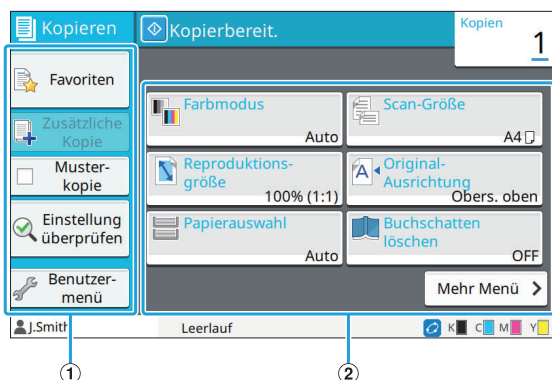 Kopieren
Kopierbereit.
Kopien
1
Favoriten
Zusätzliche
Kopie
Muster-
kopie
Einstellung
überprüfen
Benutzer-
menü
Farbmodus
Auto
Scan-Größe
A4
Reproduktions-
größe
100% (1:1)
A
Original-
Ausrichtung
Obers. oben
Papierauswahl
Auto
Buchschatten
löschen
OFF
Mehr Menü
J.Smith
Leerlauf
K C M Y
1
2